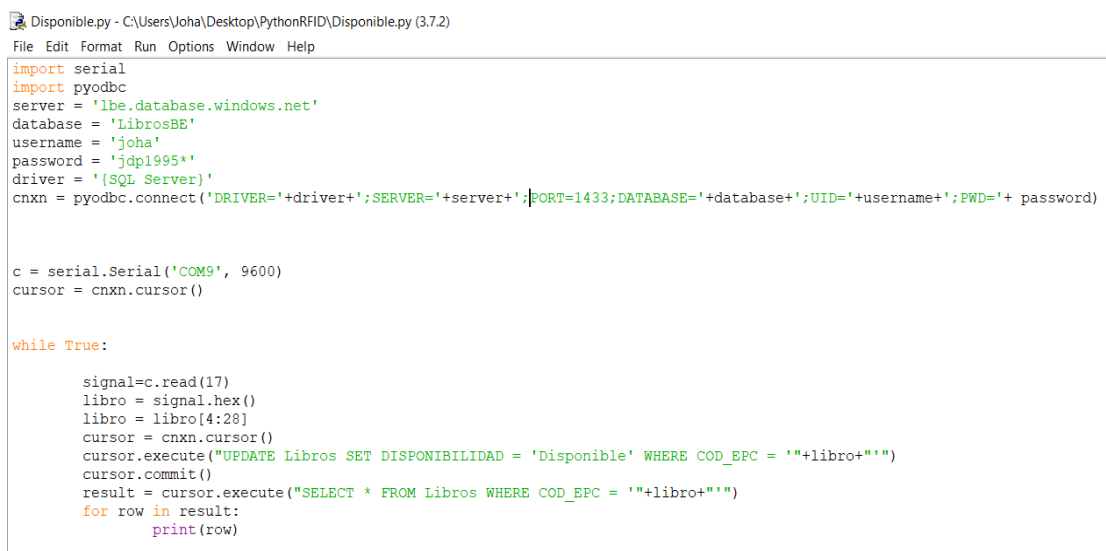 Disponible.py - C:\Users\Joha\Desktop\PythonRFID\Disponible.py (3.7.2)
File Edit Format Run Options Window Help
import serial
import pyodbc
server = 'lbe.database.windows.net'
database = 'LibrosBE'
username = 'joha'
password = 'jdp1995*'
driver = '{SQL Server}'
cnxn = pyodbc.connect('DRIVER='+driver+';SERVER='+server+';PORT=1433;DATABASE='+database+';UID='+username+';PWD='+ password)
c = serial.Serial('COM9', 9600)
cursor = cnxn.cursor()
while True:
signal=c.read(17)
libro = signal.hex()
libro = libro[4:28]
cursor = cnxn.cursor()
cursor.execute("UPDATE Libros SET DISPONIBILIDAD = 'Disponible' WHERE COD_EPC = '"+libro+"'")
cursor.commit()
result = cursor.execute("SELECT * FROM Libros WHERE COD_EPC = '"+libro+"'")
for row in result:
print(row)